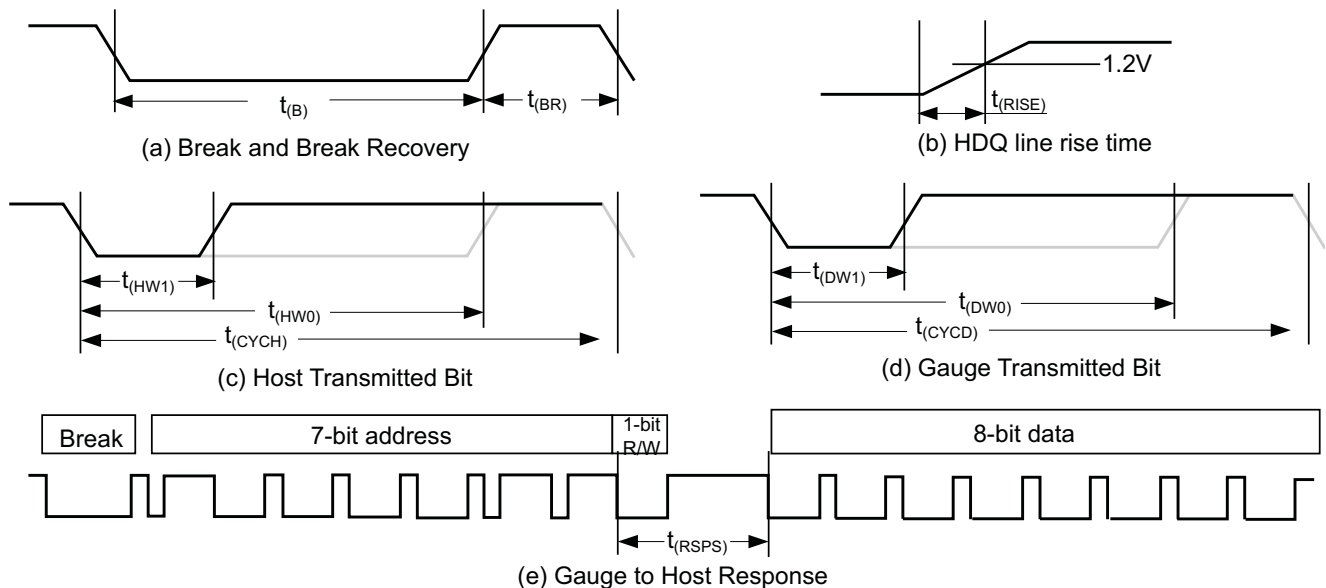 t(B)
t(BR)
(a) Break and Break Recovery
1.2V
t(RISE)
(b) HDQ line rise time
t(HW1)
t(HW0)
t(CYCH)
(c) Host Transmitted Bit
t(DW1)
t(DW0)
t(CYCD)
(d) Gauge Transmitted Bit
Break
7-bit address
1-bit
R/W
8-bit data
t(RSPS)
(e) Gauge to Host Response